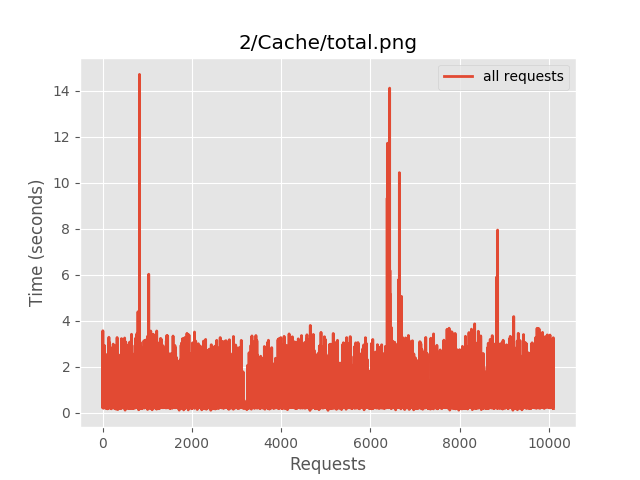 2/Cache/total.png
all requests
14
12
10
8
6
4
2
0
Time (seconds)
0 2000 4000 6000 8000 10000
Requests